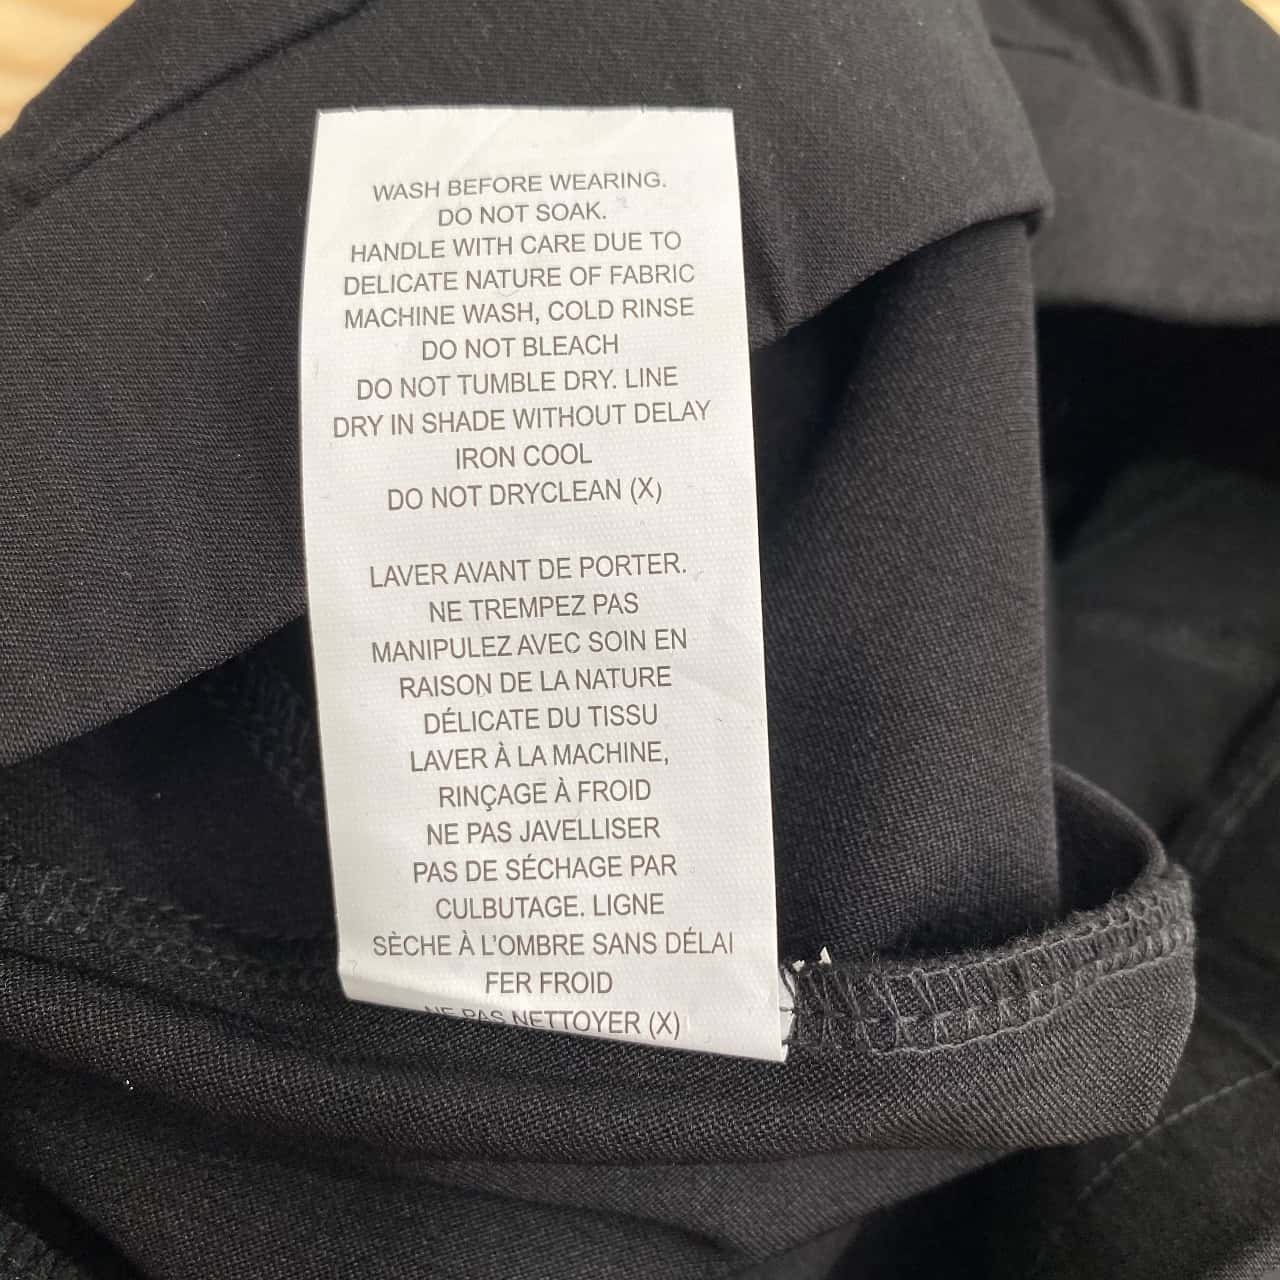 WASH BEFORE WEARING.
DO NOT SOAK.
HANDLE WITH CARE DUE TO
DELICATE NATURE OF FABRIC
MACHINE WASH, COLD RINSE
DO NOT BLEACH
DO NOT TUMBLE DRY. LINE
DRY IN SHADE WITHOUT DELAY
IRON COOL
DO NOT DRYCLEAN (X)
LAVER AVANT DE PORTER.
NE TREMPEZ PAS
MANIPULEZ AVEC SOIN EN
RAISON DE LA NATURE
DÉLICATE DU TISSU
LAVER À LA MACHINE,
RINÇAGE À FROID
NE PAS JAVELLISER
PAS DE SÉCHAGE PAR
CULBUTAGE. LIGNE
SÈCHE À L'OMBRE SANS DÉLAI
FER FROID
NE PAS NETTOYER (X)